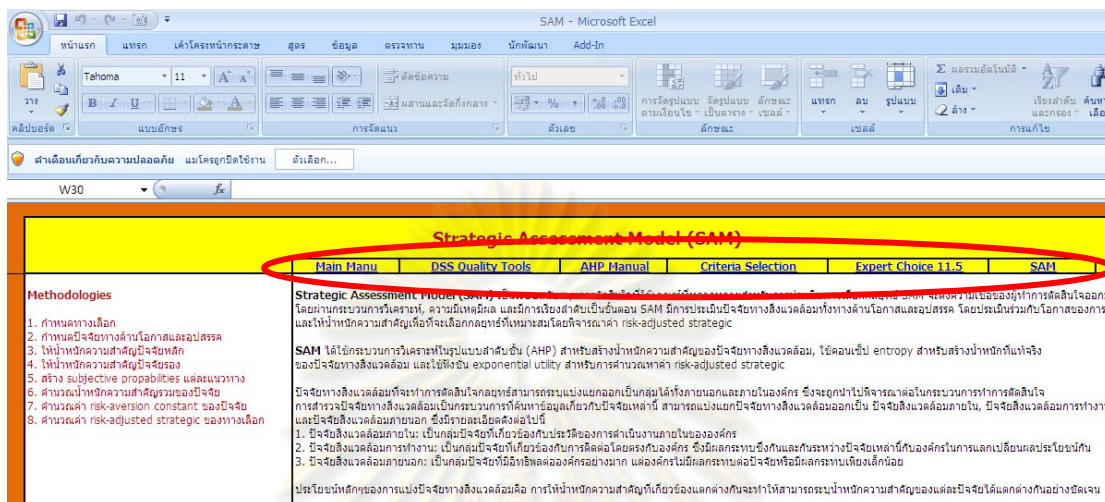 SAM - Microsoft Excel
หน้าแรก แทรก เค้าโครงหน้ากระดาษ สูตร ข้อมูล ตรวจทาน มุมมอง นักพัฒนา Add-In
Tahoma 11 ตัดข้อความ ทั่วไป Σ ผลรวมอัตโนมัติ
วาง B I U ผสานและจัดกึ่งกลาง % , การจัดรูปแบบตามเงื่อนไข จัดรูปแบบเป็นตาราง ลักษณะเซลล์ แทรก ลบ รูปแบบ เติม ล้าง เรียงลำดับและกรอง
คลิปบอร์ด แบบอักษร การจัดแนว ตัวเลข ลักษณะ เซลล์ การแก้ไข
คำเตือนเกี่ยวกับความปลอดภัย แมโครถูกปิดใช้งาน ตัวเลือก...
W30 fx
Strategic Assessment Model (SAM)
Main Manu DSS Quality Tools AHP Manual Criteria Selection Expert Choice 11.5 SAM
Methodologies
1. กำหนดทางเลือก
2. กำหนดปัจจัยทางด้านโอกาสและอุปสรรค
3. ให้น้ำหนักความสำคัญปัจจัยหลัก
4. ให้น้ำหนักความสำคัญปัจจัยรอง
5. สร้าง subjective propabilities แต่ละแนวทาง
6. คำนวณน้ำหนักความสำคัญรวมของปัจจัย
7. คำนวณค่า risk-aversion constant ของปัจจัย
8. คำนวณค่า risk-adjusted strategic ของทางเลือก
Strategic Assessment Model (SAM)
โดยผ่านกระบวนการวิเคราะห์, ความมีเหตุมีผล และมีการเรียงลำดับเป็นขั้นตอน SAM มีการประเมินปัจจัยทางสิ่งแวดล้อมทั้งทางด้านโอกาสและอุปสรรค โดยประเมินร่วมกับโอกาสของการ
และให้น้ำหนักความสำคัญเพื่อที่จะเลือกกลยุทธ์ที่เหมาะสมโดยพิจารณาค่า risk-adjusted strategic
SAM ได้ใช้กระบวนการวิเคราะห์ในรูปแบบลำดับชั้น (AHP) สำหรับสร้างน้ำหนักความสำคัญของปัจจัยทางสิ่งแวดล้อม, ใช้คอนเซ็ป entropy สำหรับสร้างน้ำหนักที่แท้จริง
ของปัจจัยทางสิ่งแวดล้อม และใช้ฟังชั่น exponential utility สำหรับการคำนวณหาค่า risk-adjusted strategic
ปัจจัยทางสิ่งแวดล้อมที่จะทำการตัดสินใจกลยุทธ์สามารถระบุแบ่งแยกออกเป็นกลุ่มได้ทั้งภายนอกและภายในองค์กร ซึ่งจะถูกนำไปพิจารณาต่อในกระบวนการทำการตัดสินใจ
การสำรวจปัจจัยทางสิ่งแวดล้อมเป็นกระบวนการที่ค้นหาข้อมูลเกี่ยวกับปัจจัยเหล่านี้ สามารถแบ่งแยกปัจจัยทางสิ่งแวดล้อมออกเป็น ปัจจัยสิ่งแวดล้อมภายใน, ปัจจัยสิ่งแวดล้อมการทำงาน
และปัจจัยสิ่งแวดล้อมภายนอก ซึ่งมีรายละเอียดดังต่อไปนี้
1. ปัจจัยสิ่งแวดล้อมภายใน: เป็นกลุ่มปัจจัยที่เกี่ยวข้องกับประวัติของการดำเนินงานภายในขององค์กร
2. ปัจจัยสิ่งแวดล้อมการทำงาน: เป็นกลุ่มปัจจัยที่เกี่ยวข้องกับการติดต่อโดยตรงกับองค์กร ซึ่งมีผลกระทบซึ่งกันและกันระหว่างปัจจัยเหล่านี้กับองค์กรในการแลกเปลี่ยนผลประโยชน์กัน
3. ปัจจัยสิ่งแวดล้อมภายนอก: เป็นกลุ่มปัจจัยที่มีอิทธิพลต่อองค์กรอย่างมาก แต่องค์กรไม่มีผลกระทบต่อปัจจัยหรือมีผลกระทบเพียงเล็กน้อย
ประโยชน์หลักๆของการแบ่งปัจจัยทางสิ่งแวดล้อมคือ การให้น้ำหนักความสำคัญที่เกี่ยวข้องแตกต่างกันจะทำให้สามารถระบุน้ำหนักความสำคัญของแต่ละปัจจัยได้แตกต่างกันอย่างชัดเจน